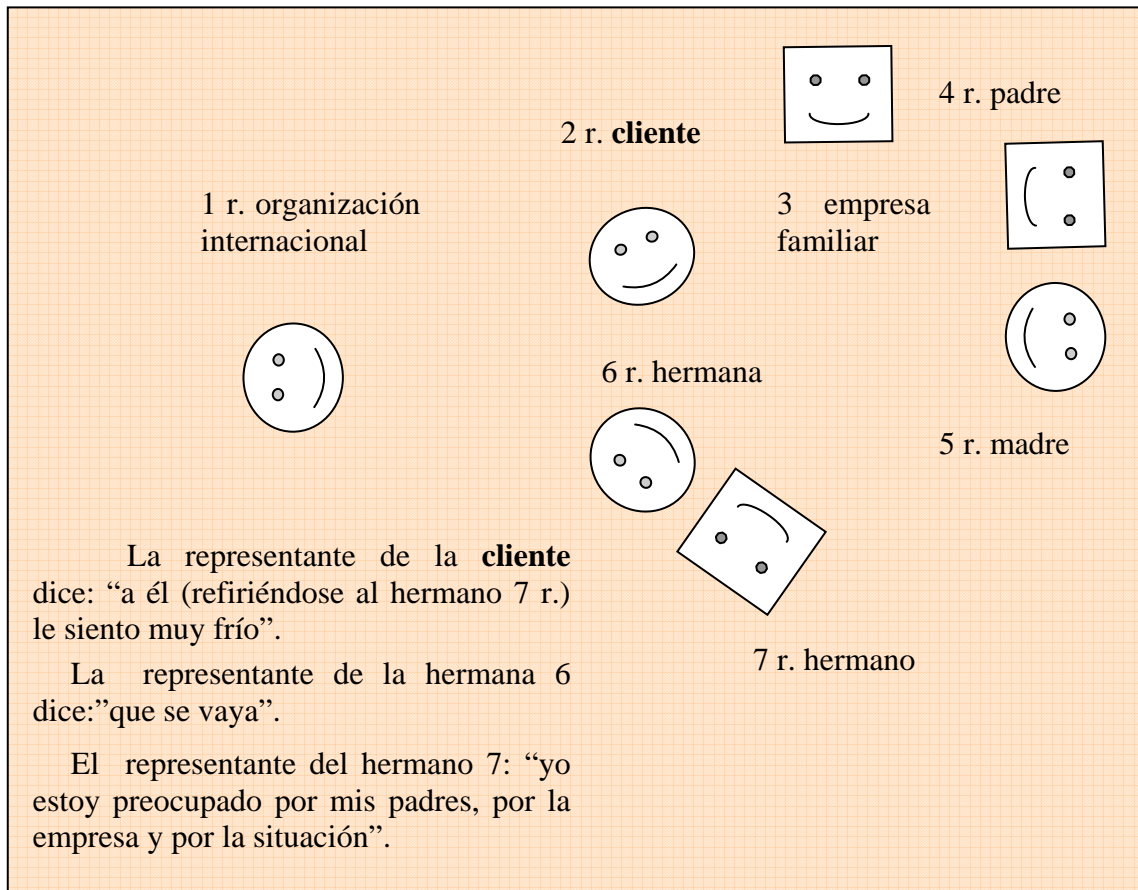 4 r. padre
2 r. cliente
1 r. organización
internacional
3 empresa
familiar
6 r. hermana
5 r. madre
La representante de la cliente
dice: “a él (refiriéndose al hermano 7 r.)
le siento muy frío”.
La representante de la hermana 6
dice:”que se vaya”.
El representante del hermano 7: “yo
estoy preocupado por mis padres, por la
empresa y por la situación”.
7 r. hermano